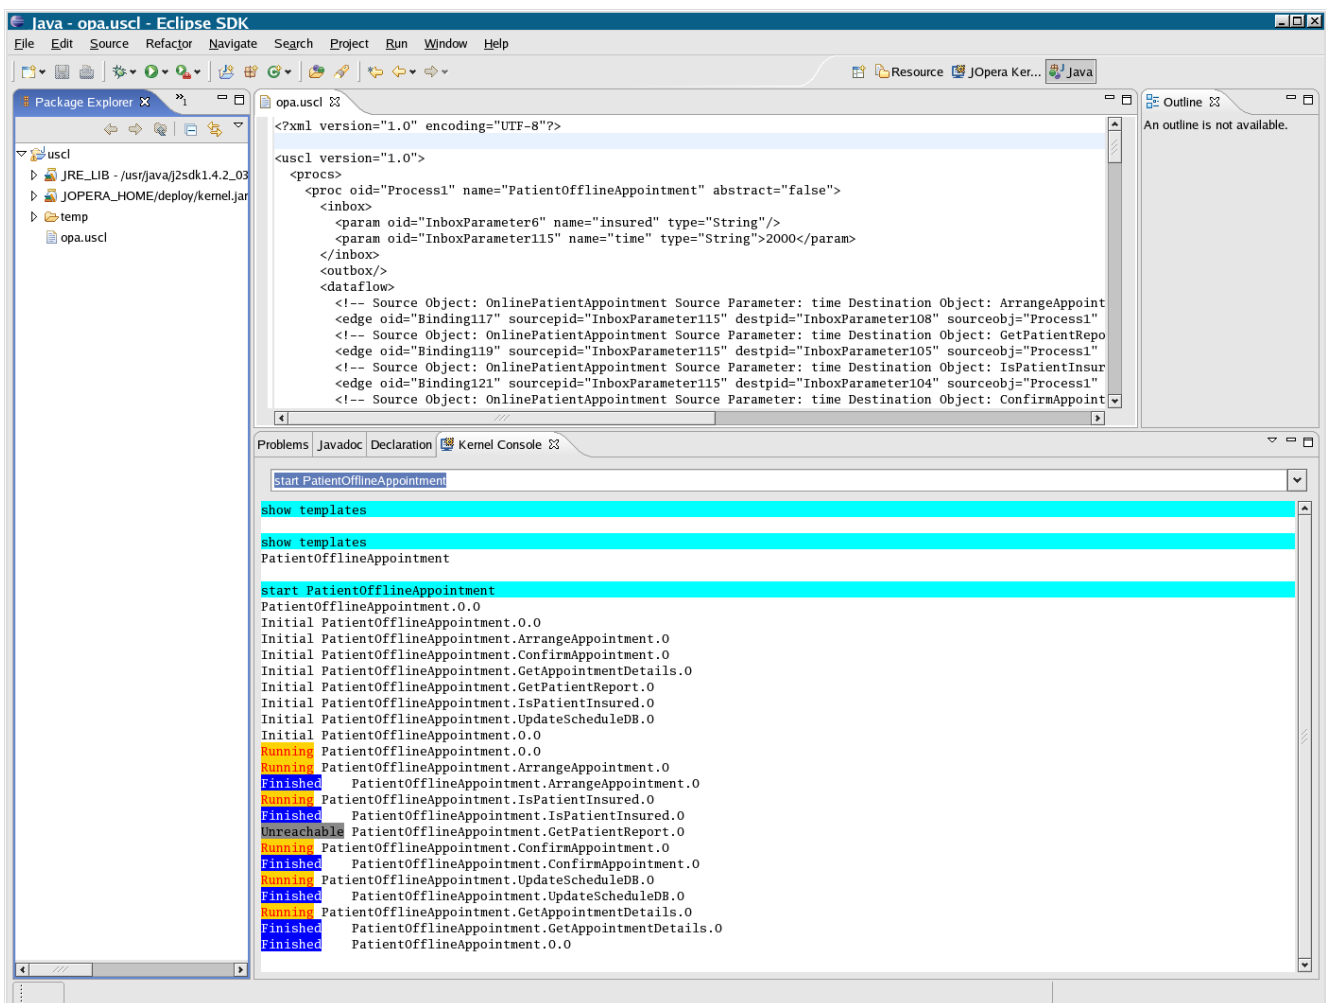 Java - opa.uscl - Eclipse SDK
File Edit Source Refactor Navigate Search Project Run Window Help
Resource JOpera Ker... Java
Package Explorer »1
opa.uscl
Outline
An outline is not available.
uscl
JRE_LIB - /usr/java/j2sdk1.4.2_03
JOPERA_HOME/deploy/kernel.jar
temp
opa.uscl
<?xml version="1.0" encoding="UTF-8"?>
<uscl version="1.0">
<procs>
<proc oid="Process1" name="PatientOfflineAppointment" abstract="false">
<inbox>
<param oid="InboxParameter6" name="insured" type="String"/>
<param oid="InboxParameter115" name="time" type="String">2000</param>
</inbox>
<outbox/>
<dataflow>
<!-- Source Object: OnlinePatientAppointment Source Parameter: time Destination Object: ArrangeAppoint
<edge oid="Binding117" sourcepid="InboxParameter115" destpid="InboxParameter108" sourceobj="Process1"
<!-- Source Object: OnlinePatientAppointment Source Parameter: time Destination Object: GetPatientRepo
<edge oid="Binding119" sourcepid="InboxParameter115" destpid="InboxParameter105" sourceobj="Process1"
<!-- Source Object: OnlinePatientAppointment Source Parameter: time Destination Object: IsPatientInsur
<edge oid="Binding121" sourcepid="InboxParameter115" destpid="InboxParameter104" sourceobj="Process1"
<!-- Source Object: OnlinePatientAppointment Source Parameter: time Destination Object: ConfirmAppoint
Problems Javadoc Declaration Kernel Console
start PatientOfflineAppointment
show templates
show templates
PatientOfflineAppointment
start PatientOfflineAppointment
PatientOfflineAppointment.0.0
Initial PatientOfflineAppointment.0.0
Initial PatientOfflineAppointment.ArrangeAppointment.0
Initial PatientOfflineAppointment.ConfirmAppointment.0
Initial PatientOfflineAppointment.GetAppointmentDetails.0
Initial PatientOfflineAppointment.GetPatientReport.0
Initial PatientOfflineAppointment.IsPatientInsured.0
Initial PatientOfflineAppointment.UpdateScheduleDB.0
Initial PatientOfflineAppointment.0.0
Running PatientOfflineAppointment.0.0
Running PatientOfflineAppointment.ArrangeAppointment.0
Finished PatientOfflineAppointment.ArrangeAppointment.0
Running PatientOfflineAppointment.IsPatientInsured.0
Finished PatientOfflineAppointment.IsPatientInsured.0
Unreachable PatientOfflineAppointment.GetPatientReport.0
Running PatientOfflineAppointment.ConfirmAppointment.0
Finished PatientOfflineAppointment.ConfirmAppointment.0
Running PatientOfflineAppointment.UpdateScheduleDB.0
Finished PatientOfflineAppointment.UpdateScheduleDB.0
Running PatientOfflineAppointment.GetAppointmentDetails.0
Finished PatientOfflineAppointment.GetAppointmentDetails.0
Finished PatientOfflineAppointment.0.0